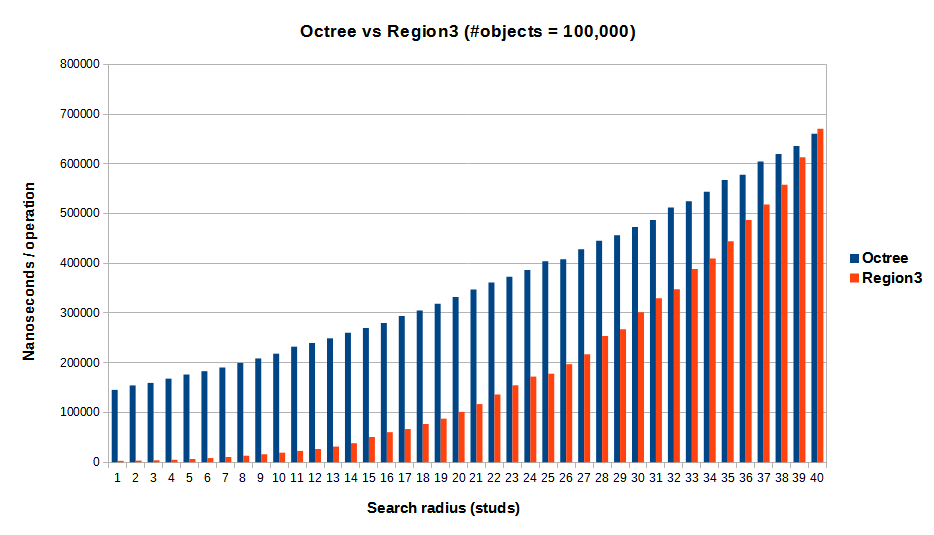 Octree vs Region3 (#objects = 100,000)
800000
700000
600000
500000
400000
300000
200000
100000
0
Nanoseconds / operation
1 2 3 4 5 6 7 8 9 10 11 12 13 14 15 16 17 18 19 20 21 22 23 24 25 26 27 28 29 30 31 32 33 34 35 36 37 38 39 40
Search radius (studs)
Octree
Region3